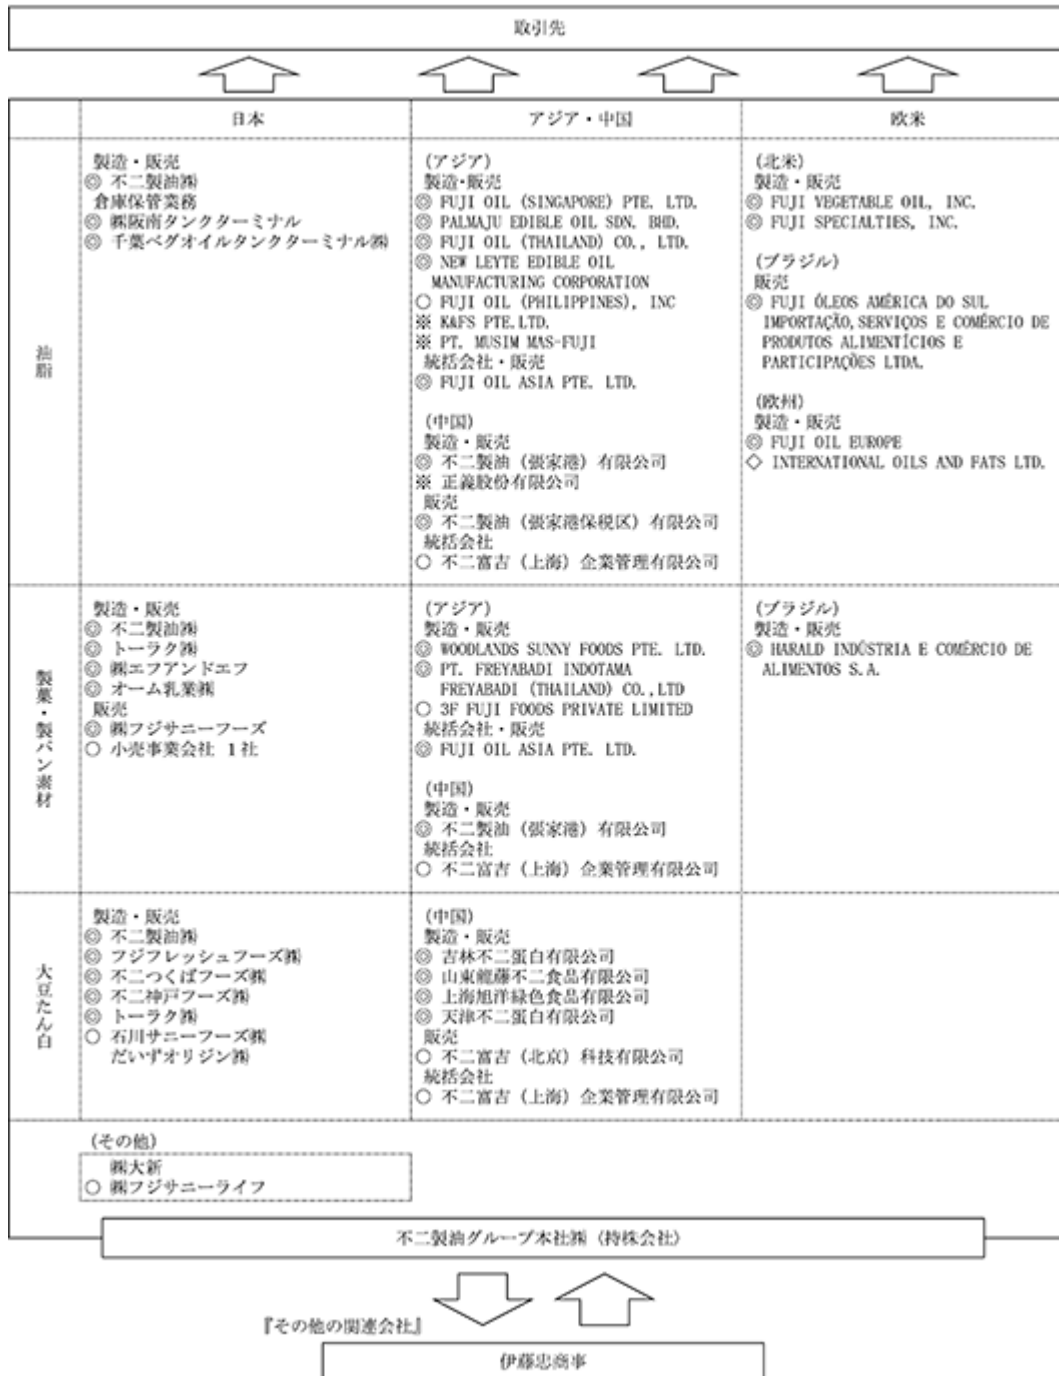 取引先
日本
アジア・中国
欧米
油脂
製造・販売
◎ 不二製油㈱
倉庫保管業務
◎ ㈱阪南タンクターミナル
◎ 千葉ベグオイルタンクターミナル㈱
(アジア)
製造・販売
◎ FUJI OIL (SINGAPORE) PTE. LTD.
◎ PALMAJU EDIBLE OIL SDN. BHD.
◎ FUJI OIL (THAILAND) CO., LTD.
◎ NEW LEYTE EDIBLE OIL
MANUFACTURING CORPORATION
○ FUJI OIL (PHILIPPINES), INC
※ K&FS PTE.LTD.
※ PT. MUSIM MAS-FUJI
統括会社・販売
◎ FUJI OIL ASIA PTE. LTD.
(中国)
製造・販売
◎ 不二製油（張家港）有限公司
※ 正義股份有限公司
販売
◎ 不二製油（張家港保税区）有限公司
統括会社
○ 不二富吉（上海）企業管理有限公司
(北米)
製造・販売
◎ FUJI VEGETABLE OIL, INC.
◎ FUJI SPECIALTIES, INC.
(ブラジル)
販売
◎ FUJI ÓLEOS AMÉRICA DO SUL
IMPORTAÇÃO,SERVIÇOS E COMÉRCIO DE
PRODUTOS ALIMENTÍCIOS E
PARTICIPAÇÕES LTDA.
(欧州)
製造・販売
◎ FUJI OIL EUROPE
◇ INTERNATIONAL OILS AND FATS LTD.
製菓・製パン素材
製造・販売
◎ 不二製油㈱
◎ トーラク㈱
◎ ㈱エフアンドエフ
◎ オーム乳業㈱
販売
◎ ㈱フジサニーフーズ
○ 小売事業会社 1社
(アジア)
製造・販売
◎ WOODLANDS SUNNY FOODS PTE. LTD.
◎ PT. FREYABADI INDOTAMA
FREYABADI (THAILAND) CO.,LTD
○ 3F FUJI FOODS PRIVATE LIMITED
統括会社・販売
◎ FUJI OIL ASIA PTE. LTD.
(中国)
製造・販売
◎ 不二製油（張家港）有限公司
統括会社
○ 不二富吉（上海）企業管理有限公司
(ブラジル)
製造・販売
◎ HARALD INDÚSTRIA E COMÉRCIO DE
ALIMENTOS S.A.
大豆たん白
製造・販売
◎ 不二製油㈱
◎ フジフレッシュフーズ㈱
◎ 不二つくばフーズ㈱
◎ 不二神戸フーズ㈱
◎ トーラク㈱
○ 石川サニーフーズ㈱
だいずオリジン㈱
(中国)
製造・販売
◎ 吉林不二蛋白有限公司
◎ 山東龍藤不二食品有限公司
◎ 上海旭洋緑色食品有限公司
◎ 天津不二蛋白有限公司
販売
○ 不二富吉（北京）科技有限公司
統括会社
○ 不二富吉（上海）企業管理有限公司
(その他)
㈱大新
○ ㈱フジサニーライフ
不二製油グループ本社㈱（持株会社）
『その他の関連会社』
伊藤忠商事